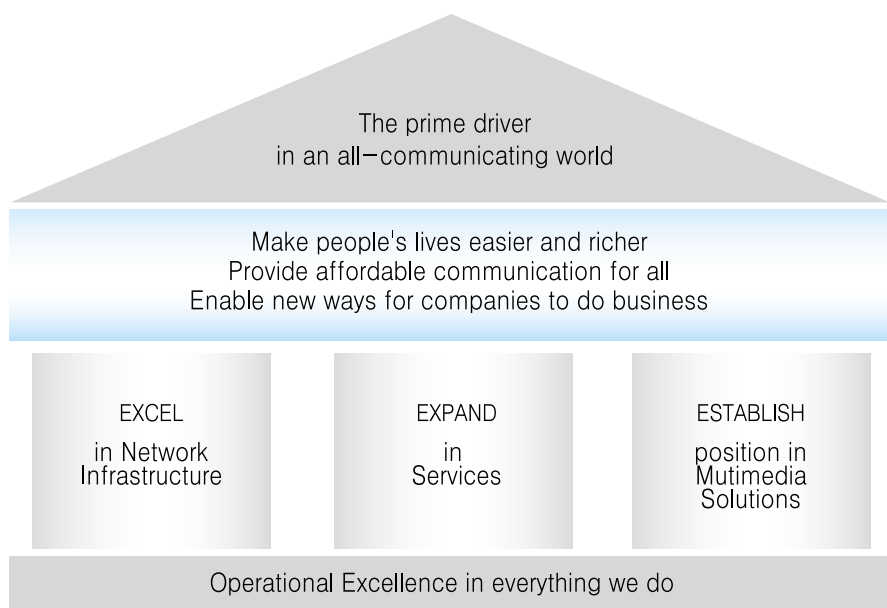 The prime driver
in an all-communicating world
Make people's lives easier and richer
Provide affordable communication for all
Enable new ways for companies to do business
EXCEL
in Network
Infrastructure
EXPAND
in
Services
ESTABLISH
position in
Mutimedia
Solutions
Operational Excellence in everything we do